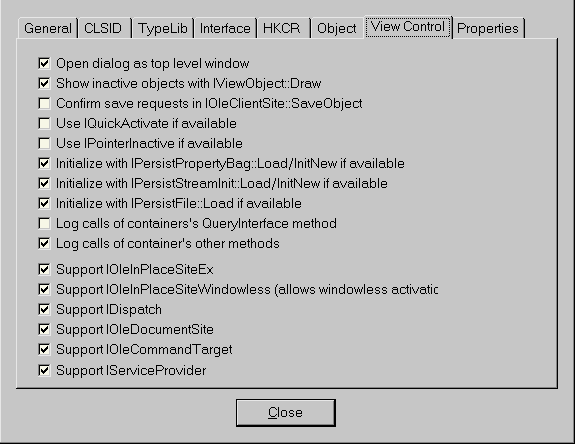 General CLSID TypeLib Interface HKCR Object View Control Properties
Open dialog as top level window
Show inactive objects with IViewObject::Draw
Confirm save requests in IOleClientSite::SaveObject
Use IQuickActivate if available
Use IPointerInactive if available
Initialize with IPersistPropertyBag::Load/InitNew if available
Initialize with IPersistStreamInit::Load/InitNew if available
Initialize with IPersistFile::Load if available
Log calls of containers's QueryInterface method
Log calls of container's other methods
Support IOleInPlaceSiteEx
Support IOleInPlaceSiteWindowless (allows windowless activatic
Support IDispatch
Support IOleDocumentSite
Support IOleCommandTarget
Support IServiceProvider
Close